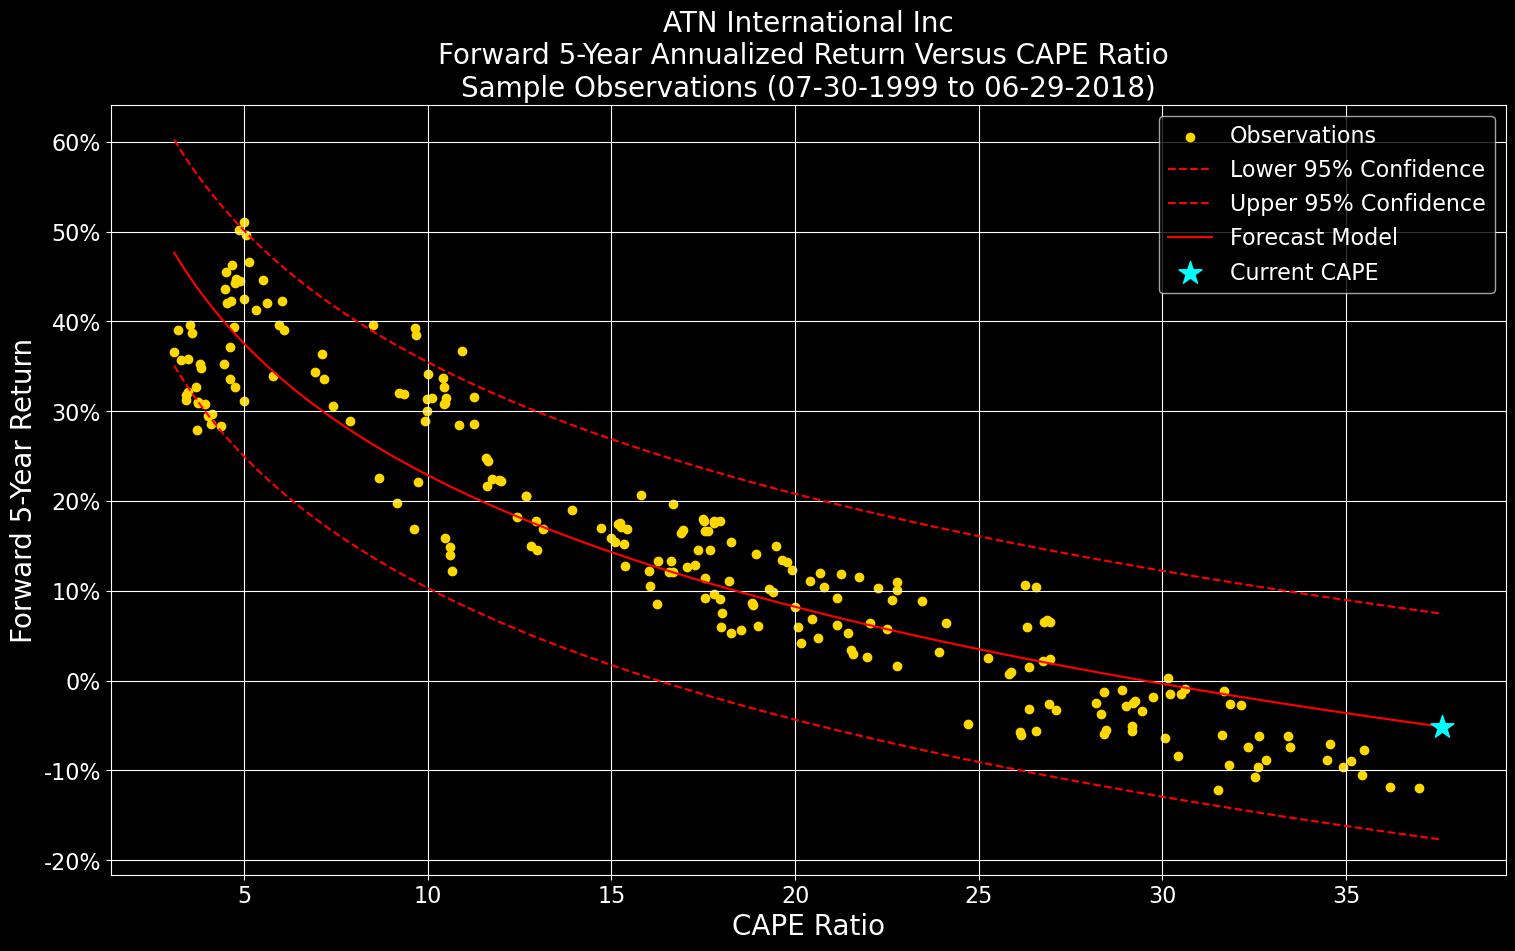 ATN International Inc
Forward 5-Year Annualized Return Versus CAPE Ratio
Sample Observations (07-30-1999 to 06-29-2018)
Observations
Lower 95% Confidence
Upper 95% Confidence
Forecast Model
Current CAPE
Forward 5-Year Return
60%
50%
40%
30%
20%
10%
0%
-10%
-20%
5 10 15 20 25 30 35
CAPE Ratio